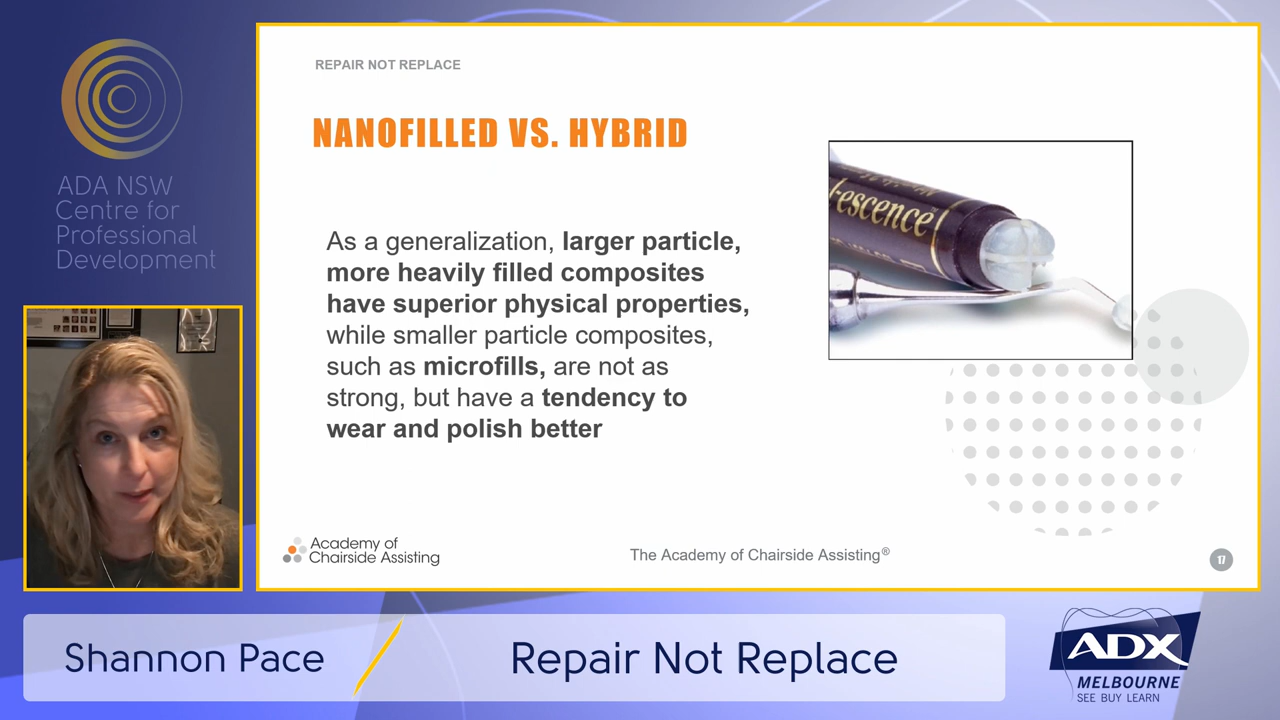 ADA NSW
Centre for
Professional
Development
REPAIR NOT REPLACE
NANOFILLED VS. HYBRID
As a generalization, larger particle,
more heavily filled composites
have superior physical properties,
while smaller particle composites,
such as microfills, are not as
strong, but have a tendency to
wear and polish better
escence
Academy of
Chairside Assisting
The Academy of Chairside Assisting®
17
Shannon Pace
Repair Not Replace
ADX
MELBOURNE
SEE BUY LEARN